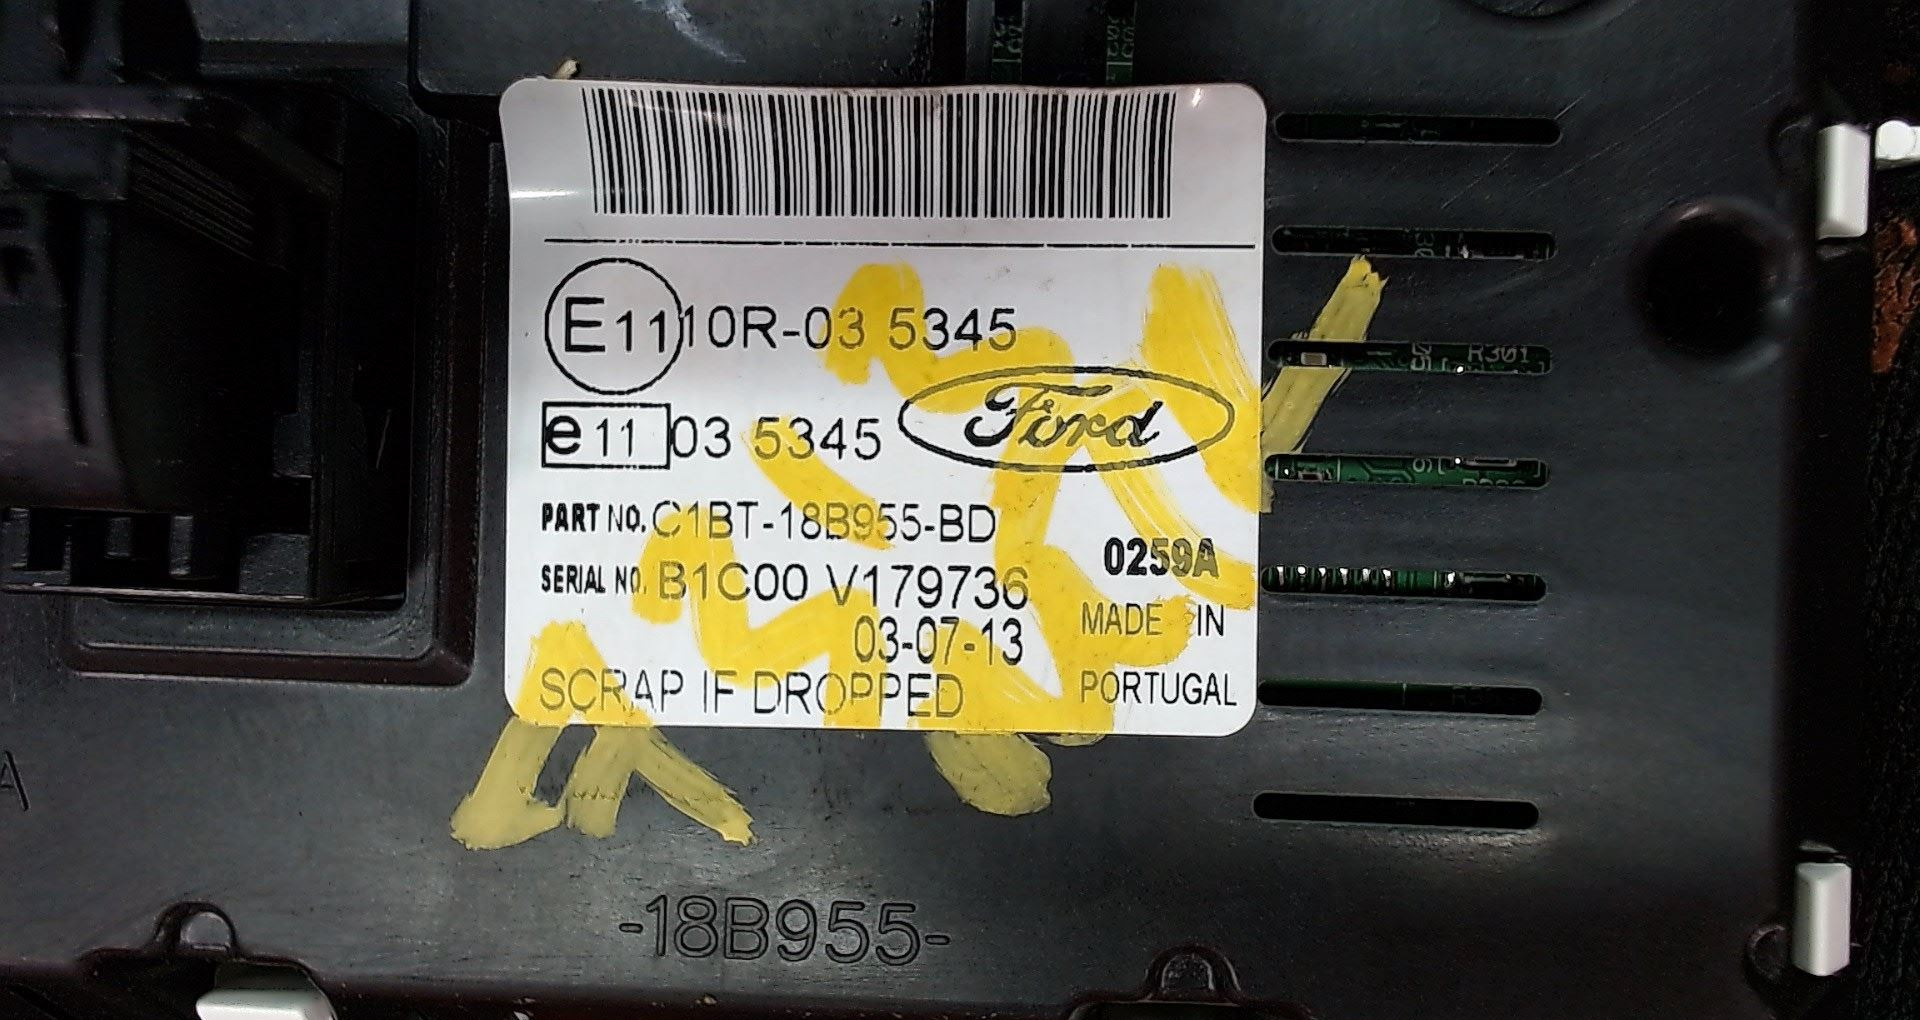 E11 10R-03 5345
e11 03 5345 Ford
PART NO. C1BT-18B955-BD
SERIAL NO. B1C00 V179736
0259A
03-07-13
MADE IN
PORTUGAL
SCRAP IF DROPPED
-18B955-
R301